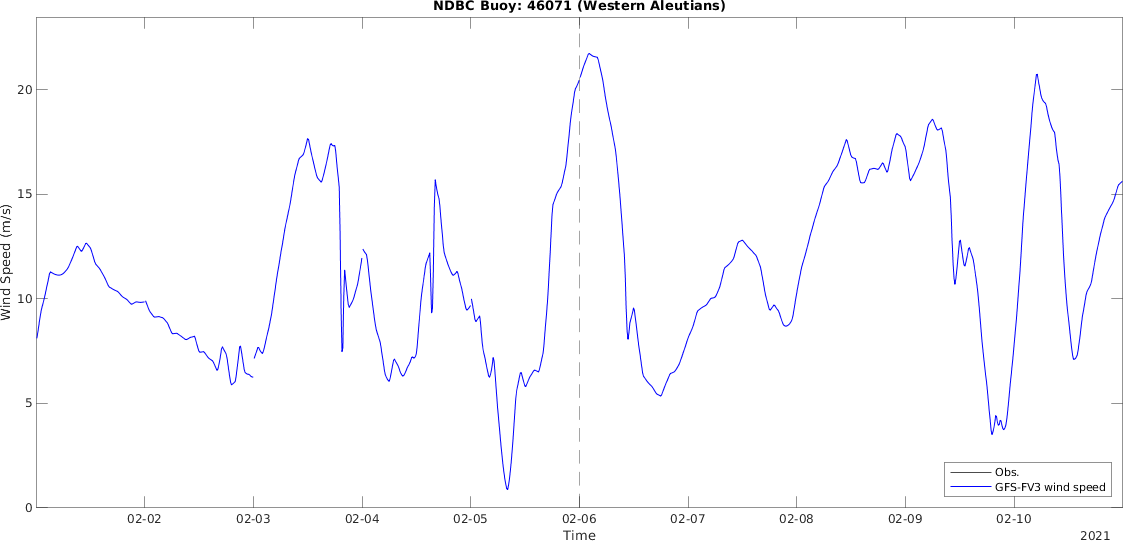 NDBC Buoy: 46071 (Western Aleutians)
Wind Speed (m/s)
20
15
10
5
0
Obs.
GFS-FV3 wind speed
02-02 02-03 02-04 02-05 02-06 02-07 02-08 02-09 02-10
Time
2021